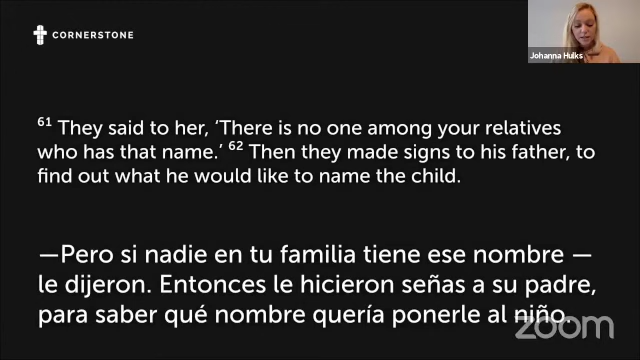 CORNERSTONE
Johanna Hulks
⁶¹ They said to her, ‘There is no one among your relatives
who has that name.’ ⁶² Then they made signs to his father, to
find out what he would like to name the child.
—Pero si nadie en tu familia tiene ese nombre —
le dijeron. Entonces le hicieron señas a su padre,
para saber qué nombre quería ponerle al niño.
zoom